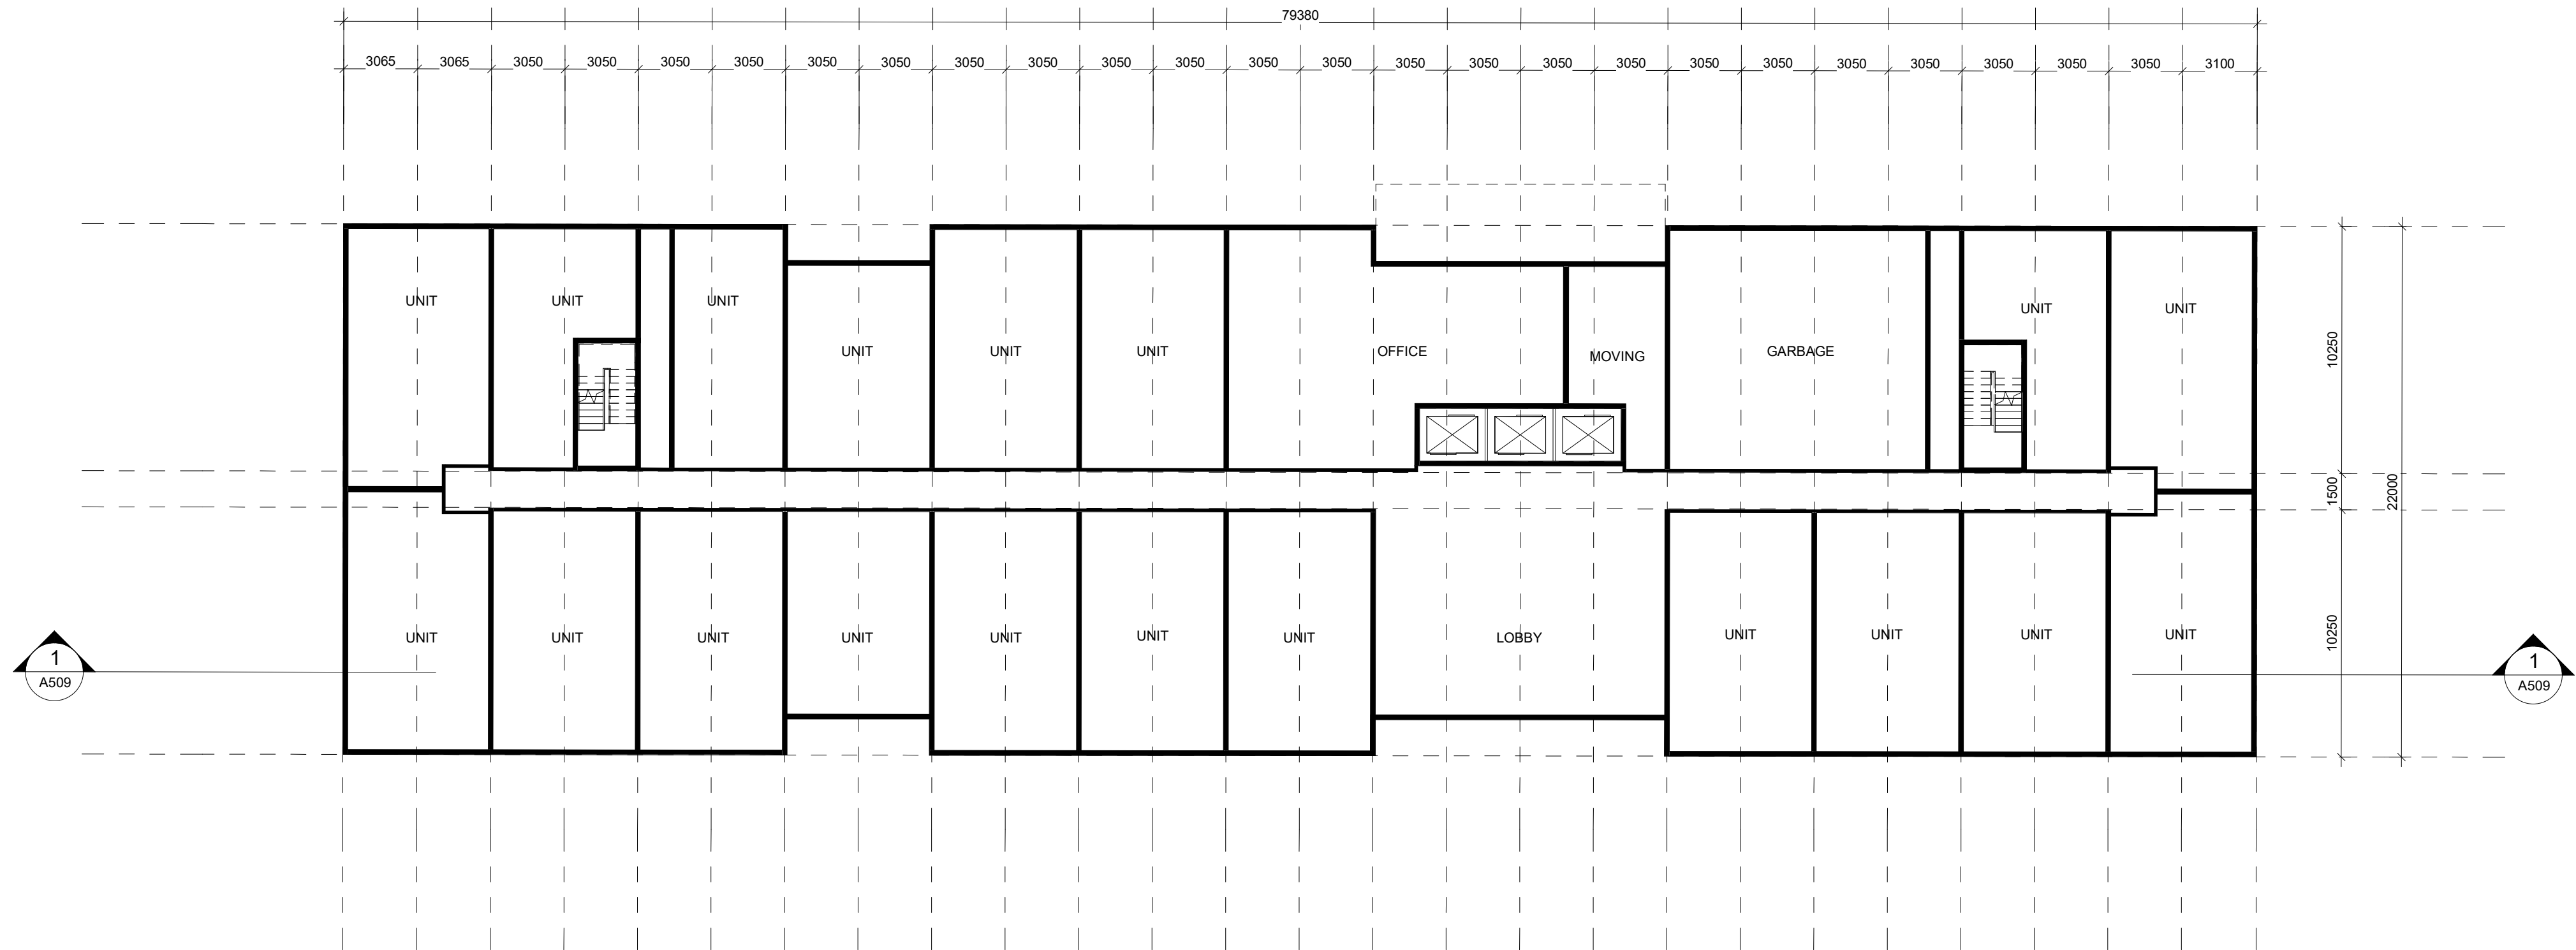 79380
3065 3065 3050 3050 3050 3050 3050 3050 3050 3050 3050 3050 3050 3050 3050 3050 3050 3050 3050 3050 3050 3050 3050 3050 3050 3100
UNIT UNIT UNIT UNIT UNIT
UNIT UNIT UNIT OFFICE MOVING GARBAGE
10250
1500
22000
UNIT UNIT UNIT UNIT UNIT UNIT UNIT LOBBY UNIT UNIT UNIT UNIT
10250
1
A509
1
A509